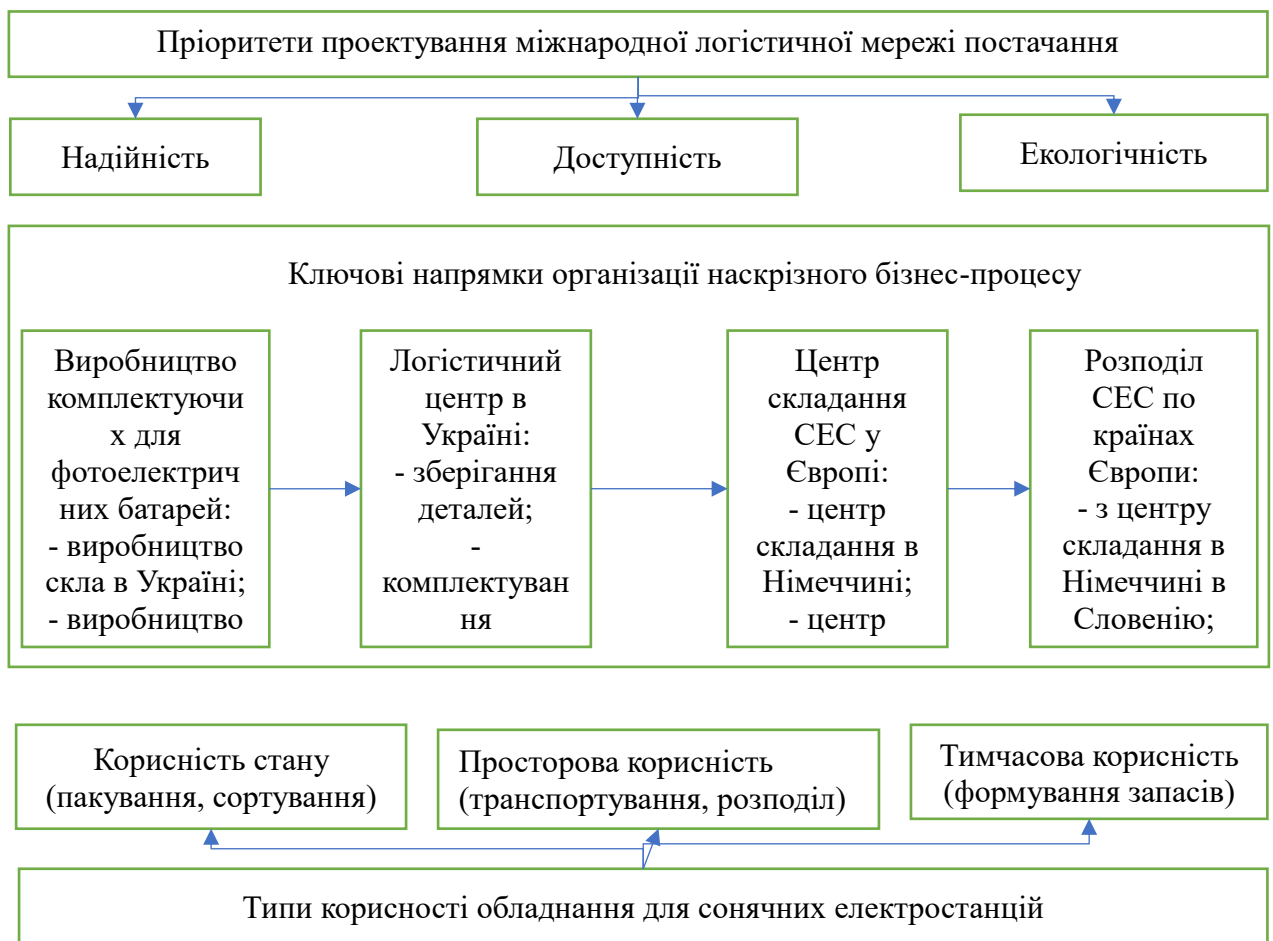 Пріоритети проектування міжнародної логістичної мережі постачання
Надійність
Доступність
Екологічність
Ключові напрямки організації наскрізного бізнес-процесу
Виробництво
комплектуючи
х для
фотоелектрич
них батарей:
- виробництво
скла в Україні;
- виробництво
Логістичний
центр в
Україні:
- зберігання
деталей;
-
комплектуван
ня
Центр
складання
СЕС у
Європі:
- центр
складання в
Німеччині;
- центр
Розподіл
СЕС по
країнах
Європи:
- з центру
складання в
Німеччині в
Словенію;
Корисність стану
(пакування, сортування)
Просторова корисність
(транспортування, розподіл)
Тимчасова корисність
(формування запасів)
Типи корисності обладнання для сонячних електростанцій